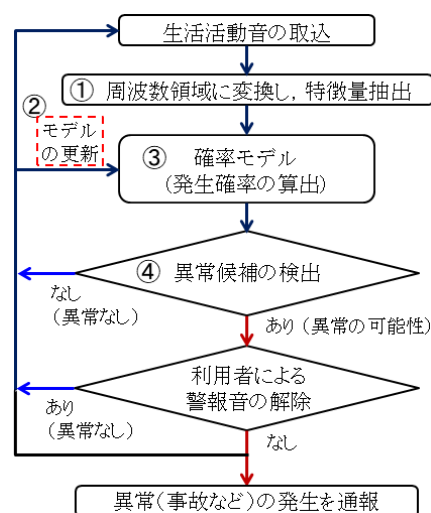 生活活動音の取込
① 周波数領域に変換し，特徴量抽出
②
モデル
の更新
③ 確率モデル
(発生確率の算出)
④ 異常候補の検出
なし
(異常なし)
あり (異常の可能性)
利用者による
警報音の解除
あり
(異常なし)
なし
異常(事故など)の発生を通報